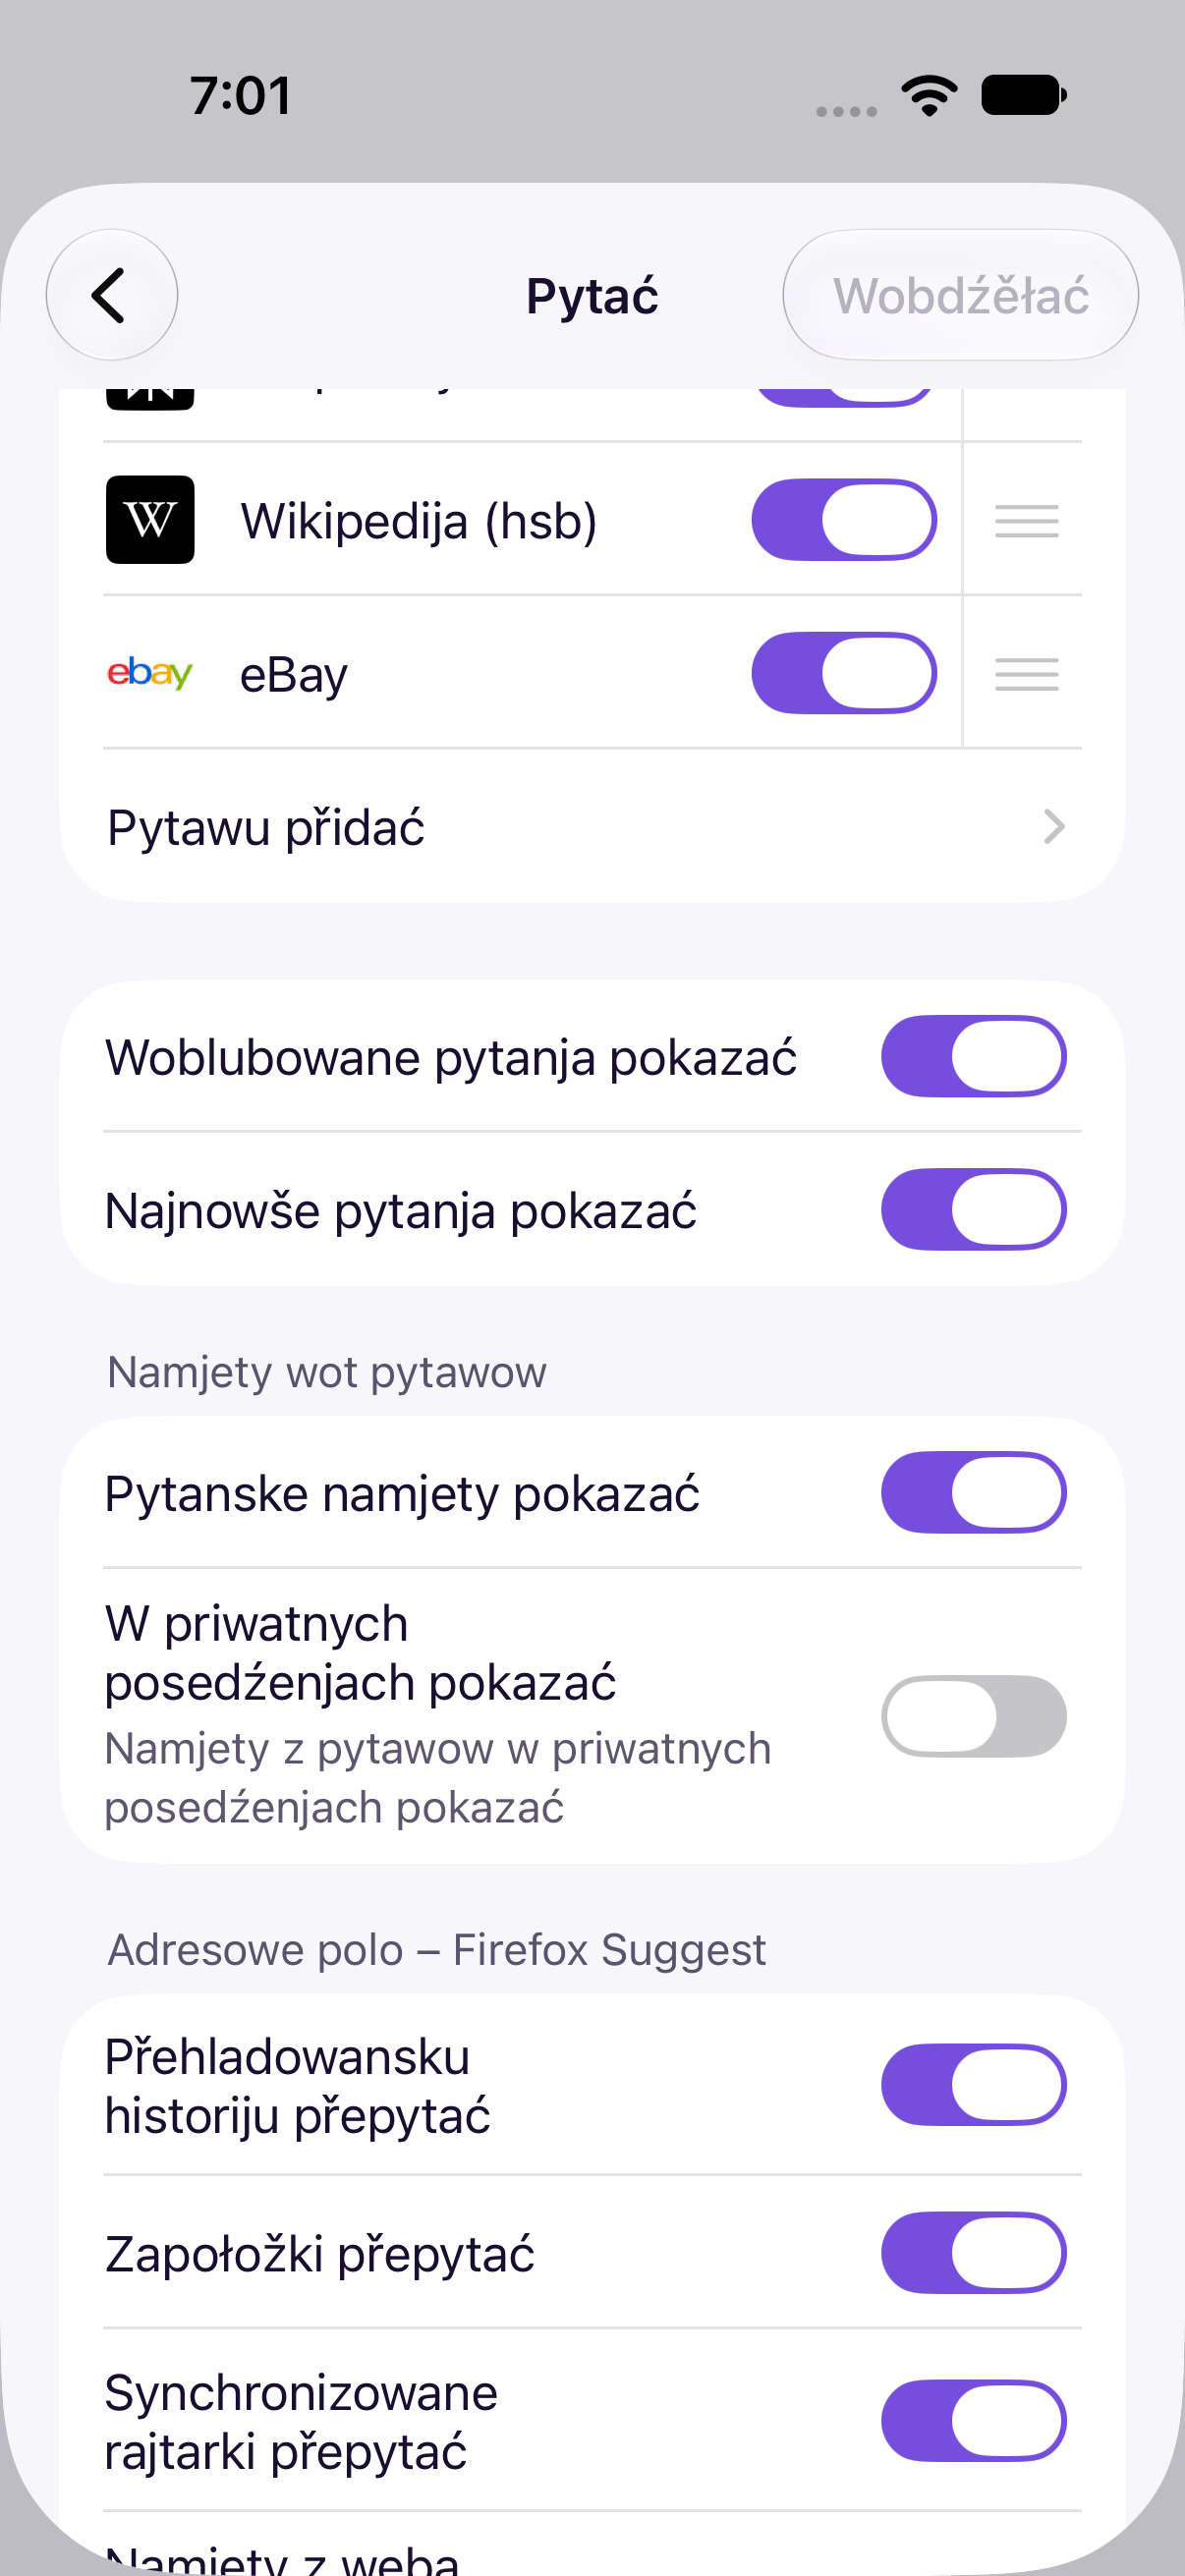 7:01
Pytać
Wobdźěłać
W
Wikipedija (hsb)
ebay
eBay
Pytawu přidać
Woblubowane pytanja pokazać
Najnowše pytanja pokazać
Namjety wot pytawow
Pytanske namjety pokazać
W priwatnych
posedźenjach pokazać
Namjety z pytawow w priwatnych
posedźenjach pokazać
Adresowe polo – Firefox Suggest
Přehladowansku
historiju přepytać
Zapołožki přepytać
Synchronizowane
rajtarki přepytać
Namjety z weba